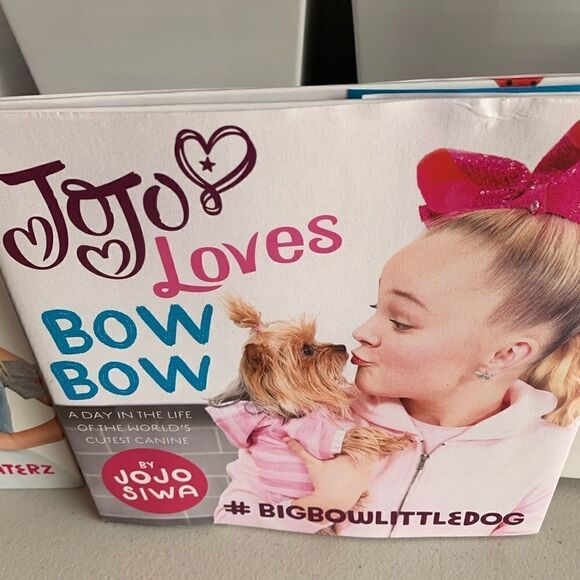 JoJo
Loves
BOW
BOW
A DAY IN THE LIFE
OF THE WORLD'S
CUTEST CANINE
BY
JOJO
SIWA
# BIGBOWLITTLEDOG